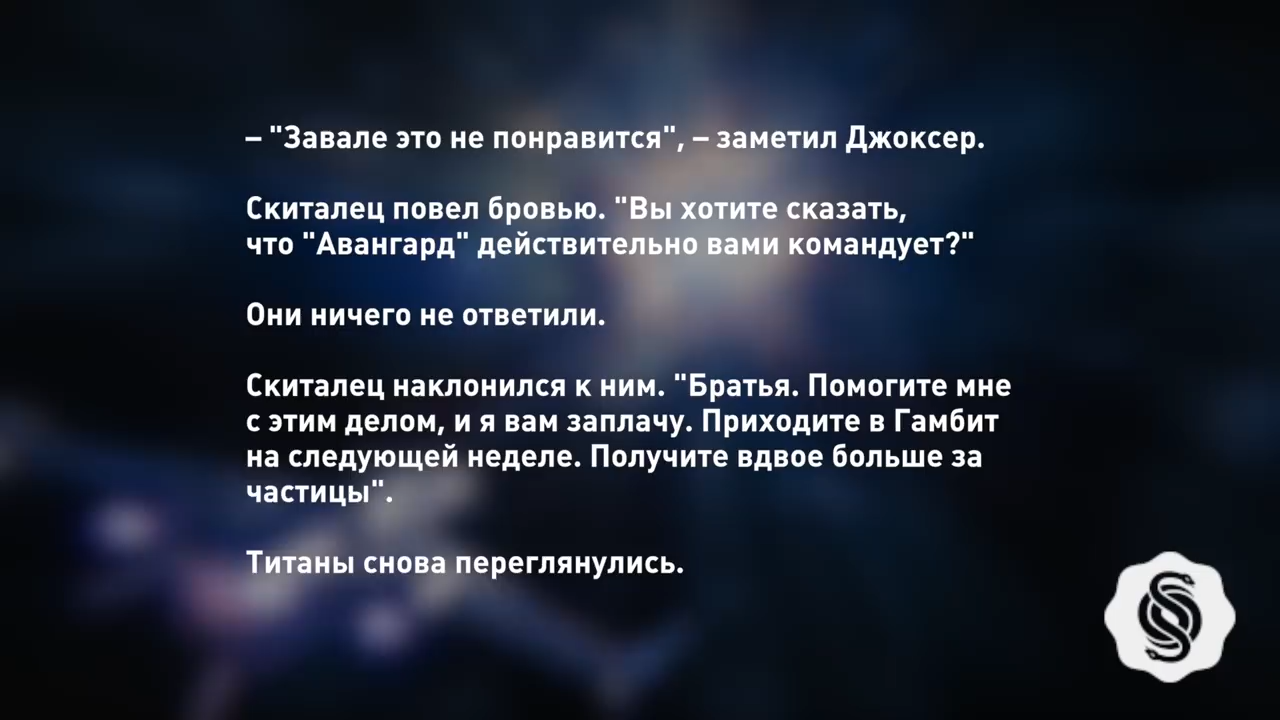 – "Завале это не понравится", – заметил Джоксер.
Скиталец повел бровью. "Вы хотите сказать,
что "Авангард" действительно вами командует?"
Они ничего не ответили.
Скиталец наклонился к ним. "Братья. Помогите мне
с этим делом, и я вам заплачу. Приходите в Гамбит
на следующей неделе. Получите вдвое больше за
частицы".
Титаны снова переглянулись.